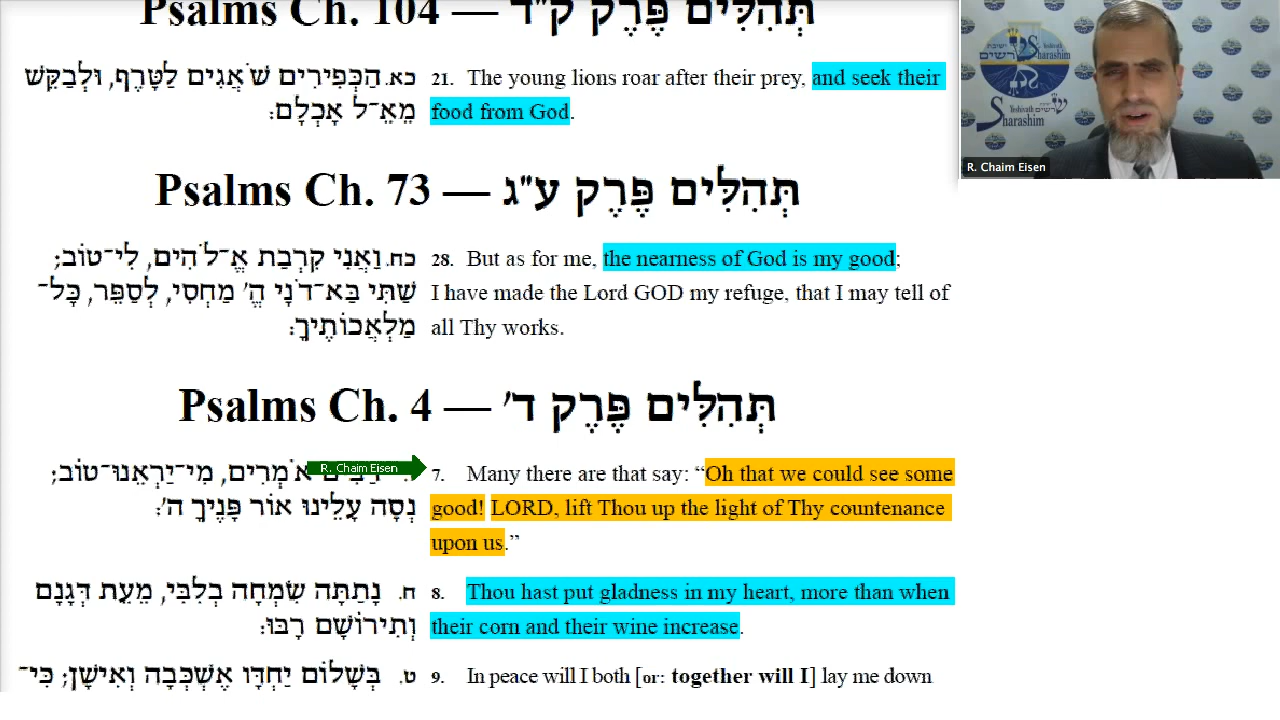 Psalms Ch. 104 — תְּהִלִּים פֶּרֶק ק"ד
כא. הַכְּפִירִים שֹׁאֲגִים לַטָּרֶף, וּלְבַקֵּשׁ
מֵאֵ־ל אָכְלָם:
21. The young lions roar after their prey, and seek their
food from God.
Psalms Ch. 73 — תְּהִלִּים פֶּרֶק ע"ג
כח. וַאֲנִי קִרְבַת אֱ־לֹהִים, לִי־טוֹב;
שַׁתִּי בַּא־דֹנָי הֱ' מַחְסִי, לְסַפֵּר, כָּל־
מַלְאֲכוֹתֶיךָ:
28. But as for me, the nearness of God is my good;
I have made the Lord GOD my refuge, that I may tell of
all Thy works.
Psalms Ch. 4 — תְּהִלִּים פֶּרֶק ד'
אֹמְרִים, מִי־יַרְאֵנוּ־טוֹב;
נְסָה עָלֵינוּ אוֹר פָּנֶיךָ ה':
R. Chaim Eisen
7. Many there are that say: “Oh that we could see some
good! LORD, lift Thou up the light of Thy countenance
upon us.”
ח. נָתַתָּה שִׂמְחָה בְלִבִּי, מֵעֵת דְּגָנָם
וְתִירוֹשָׁם רָבּוּ:
8. Thou hast put gladness in my heart, more than when
their corn and their wine increase.
ט. בְּשָׁלוֹם יַחְדָּו אֶשְׁכְּבָה וְאִישָׁן; כִּי־
9. In peace will I both [or: together will I] lay me down
Yeshivath
Sharashim
Yeshivath
Sharashim
שרשים
R. Chaim Eisen